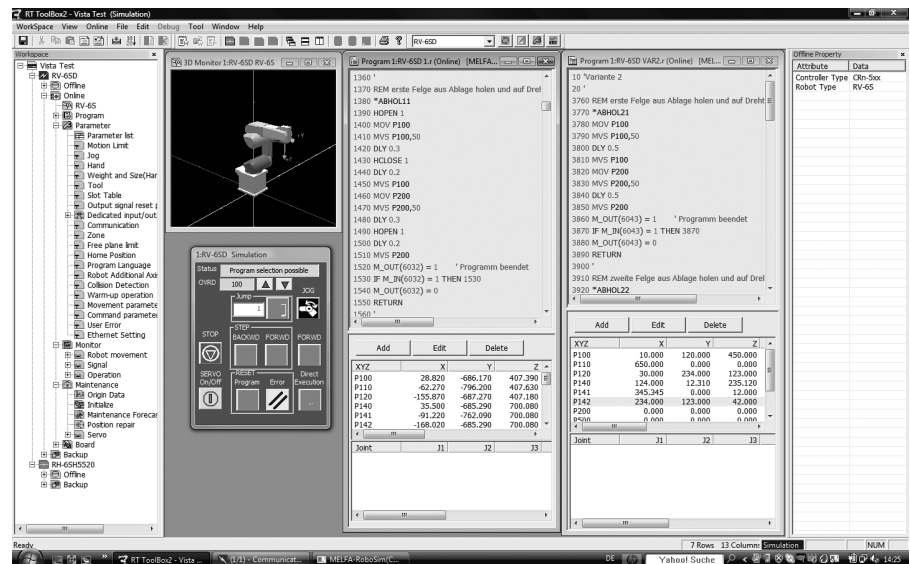 RT ToolBox2 - Vista Test (Simulation)
WorkSpace View Online File Edit Debug Tool Window Help
RV-6SD
Workspace
Vista Test
RV-6SD
Offline
Online
RV-6S
Program
Parameter
Parameter list
Motion Limit
Jog
Hand
Weight and Size(Har
Tool
Slot Table
Output signal reset p
Dedicated input/out
Communication
Zone
Free plane limit
Home Position
Program Language
Robot Additional Axis
Collision Detection
Warm-up operation
Movement paramete
Command parameter
User Error
Ethernet Setting
Monitor
Robot movement
Signal
Operation
Maintenance
Origin Data
Initialize
Maintenance Forecas
Position repair
Servo
Board
Backup
RH-6SH5520
Offline
Backup
3D Monitor 1:RV-6SD RV-6S
1:RV-6SD Simulation
Status Program selection possible
OVRD 100
JOG
Jump
1
STOP
STEP
BACKWD FORWD FORWD
SERVO On/Off
RESET
Program Error
Direct Execution
Program 1:RV-6SD 1.r (Online) [MELFA...
1360 '
1370 REM erste Felge aus Ablage holen und auf Drel
1380 *ABHOL11
1390 HOPEN 1
1400 MOV P100
1410 MVS P100,50
1420 DLY 0.3
1430 HCLOSE 1
1440 DLY 0.2
1450 MVS P100
1460 MOV P200
1470 MVS P200,50
1480 DLY 0.3
1490 HOPEN 1
1500 DLY 0.2
1510 MVS P200
1520 M_OUT(6032) = 1 ' Programm beendet
1530 IF M_IN(6032) = 1 THEN 1530
1540 M_OUT(6032) = 0
1550 RETURN
1560 '
Add Edit Delete
XYZ X Y Z
P100 28.820 -686.170 407.390
P110 -62.270 -796.200 407.630
P120 -155.870 -687.270 407.180
P140 35.500 -685.290 700.080
P141 -91.220 -762.090 700.080
P142 -168.020 -685.290 700.080
Joint J1 J2 J3
Program 1:RV-6SD VAR2.r (Online) [MEL...
10 'Variante 2
20 '
3760 REM erste Felge aus Ablage holen und auf Dreht
3770 *ABHOL21
3780 MOV P100
3790 MVS P100,50
3800 DLY 0.5
3810 MVS P100
3820 MOV P200
3830 MVS P200,50
3840 DLY 0.5
3850 MVS P200
3860 M_OUT(6043) = 1 ' Programm beendet
3870 IF M_IN(6043) = 1 THEN 3870
3880 M_OUT(6043) = 0
3890 RETURN
3900 '
3910 REM zweite Felge aus Ablage holen und auf Drel
3920 *ABHOL22
Add Edit Delete
XYZ X Y Z
P100 10.000 120.000 450.000
P110 650.000 0.000 0.000
P120 30.000 234.000 123.000
P140 124.000 12.310 235.120
P141 345.345 0.000 12.000
P142 234.000 123.000 42.000
P200 0.000 0.000 0.000
P500 0.000 0.000 0.000
Joint J1 J2 J3
Offline Property
Attribute Data
Controller Type CRn-5xx
Robot Type RV-6S
Ready
7 Rows 13 Columns Simulation NUM
RT ToolBox2 - Vista ... (1/1) - Communicat... MELFA-RoboSim(C...
DE Yahoo! Suche 14:25